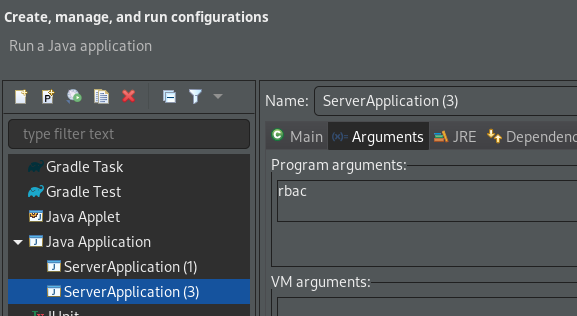 Create, manage, and run configurations
Run a Java application
Name: ServerApplication (3)
type filter text
Main Arguments JRE Dependenc
Gradle Task
Gradle Test
Java Applet
Java Application
ServerApplication (1)
ServerApplication (3)
JUnit
Program arguments:
rbac
VM arguments: